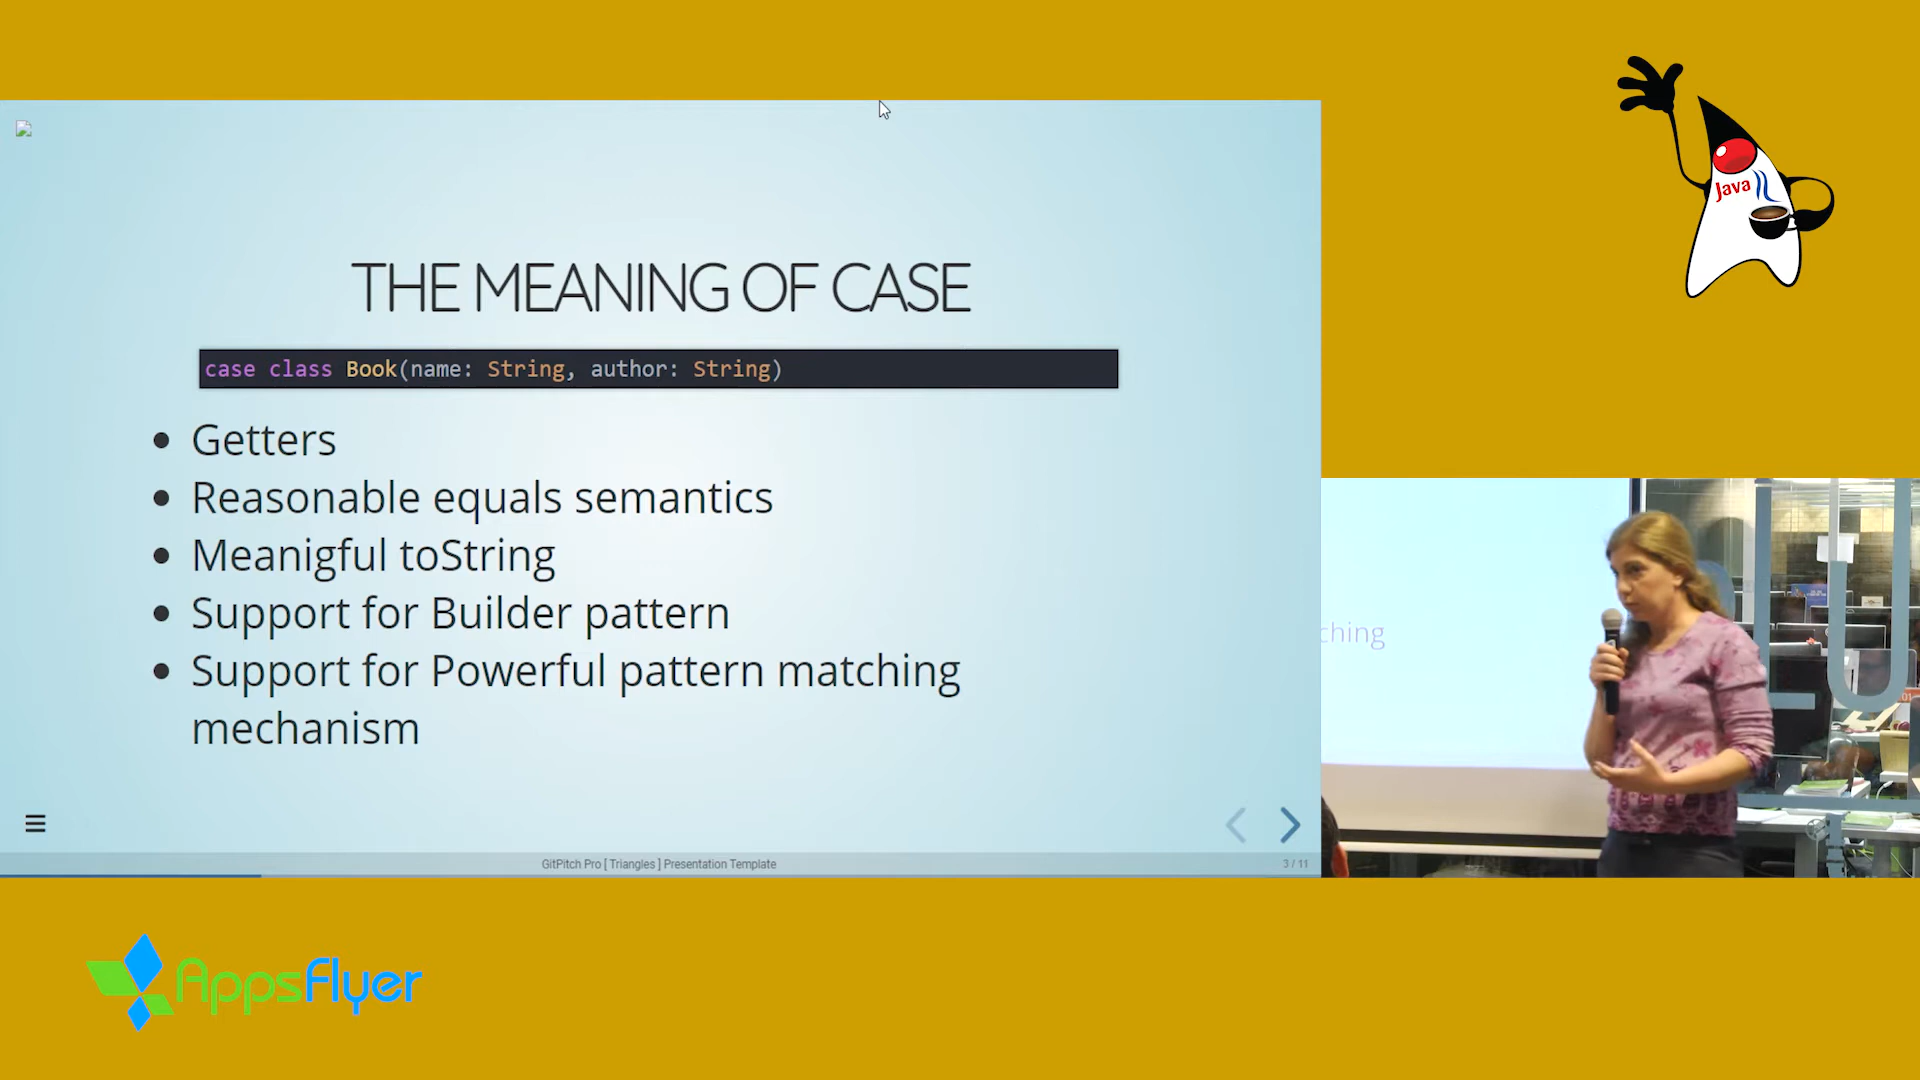 THE MEANING OF CASE
case class Book(name: String, author: String)
Getters
Reasonable equals semantics
Meanigful toString
Support for Builder pattern
Support for Powerful pattern matching
mechanism
GitPitch Pro [ Triangles ] Presentation Template
3 / 11
Java
ching
AppsFlyer